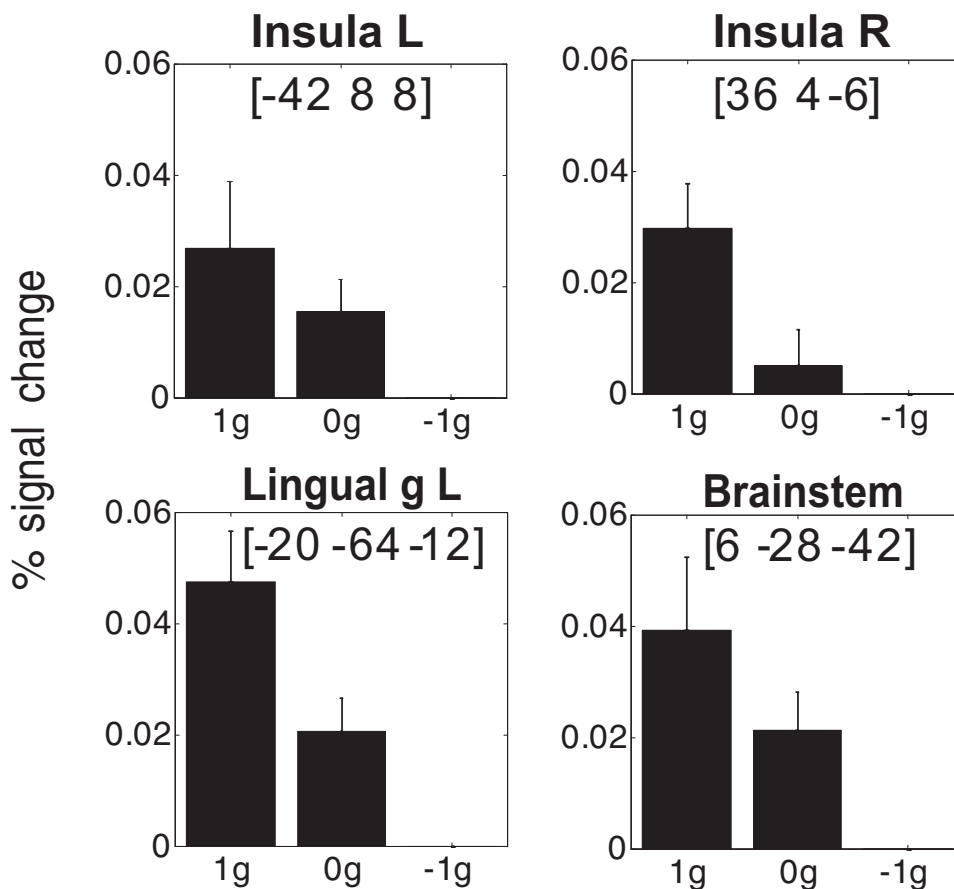 % signal change
Insula L
[-42 8 8]
0.06
0.04
0.02
0
1g 0g -1g
Insula R
[36 4 -6]
0.06
0.04
0.02
0
1g 0g -1g
Lingual g L
[-20 -64 -12]
0.06
0.04
0.02
0
1g 0g -1g
Brainstem
[6 -28 -42]
0.06
0.04
0.02
0
1g 0g -1g